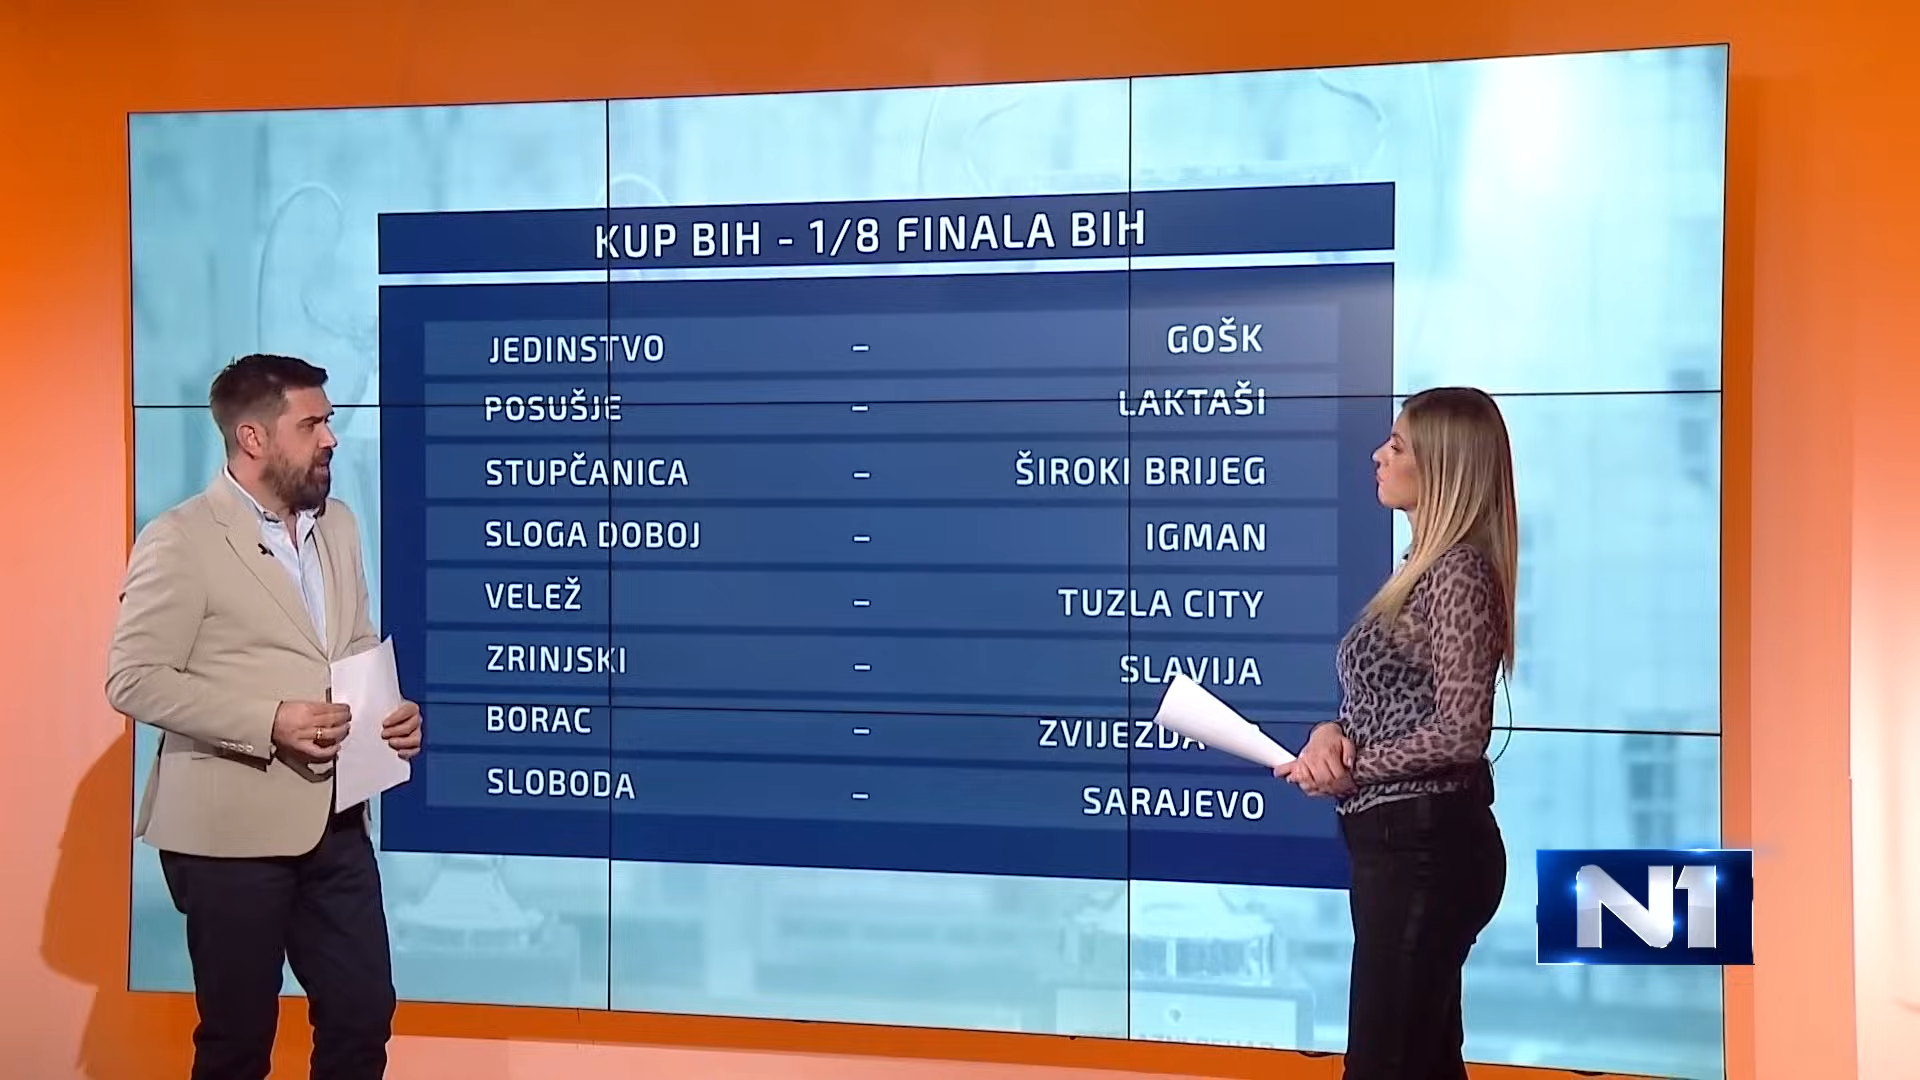 KUP BIH - 1/8 FINALA BIH
JEDINSTVO - GOŠK
POSUŠJE - LAKTAŠI
STUPČANICA - ŠIROKI BRIJEG
SLOGA DOBOJ - IGMAN
VELEŽ - TUZLA CITY
ZRINJSKI - SLAVIJA
BORAC - ZVIJEZDA
SLOBODA - SARAJEVO
N1